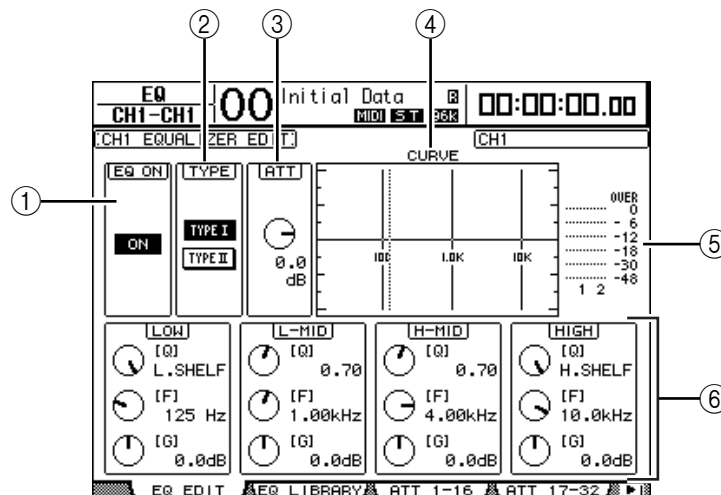 ② ③ ④
EQ 00 Initial Data R 00:00:00.00
CH1-CH1 MIDI ST 96K
CH1 EQUALIZER EDIT CH1
CURVE
① EQ ON TYPE ATT
ON TYPE I TYPE II 0.0 dB
100 1.0K 10K
OVER
0
- 6
-12 ⑤
-18
-30
-48
1 2
LOW L-MID H-MID HIGH
[Q] [Q] [Q] [Q]
L.SHELF 0.70 0.70 H.SHELF
[F] [F] [F] [F] ⑥
125 Hz 1.00kHz 4.00kHz 10.0kHz
[G] [G] [G] [G]
0.0dB 0.0dB 0.0dB 0.0dB
EQ EDIT EQ LIBRARY ATT 1-16 ATT 17-32